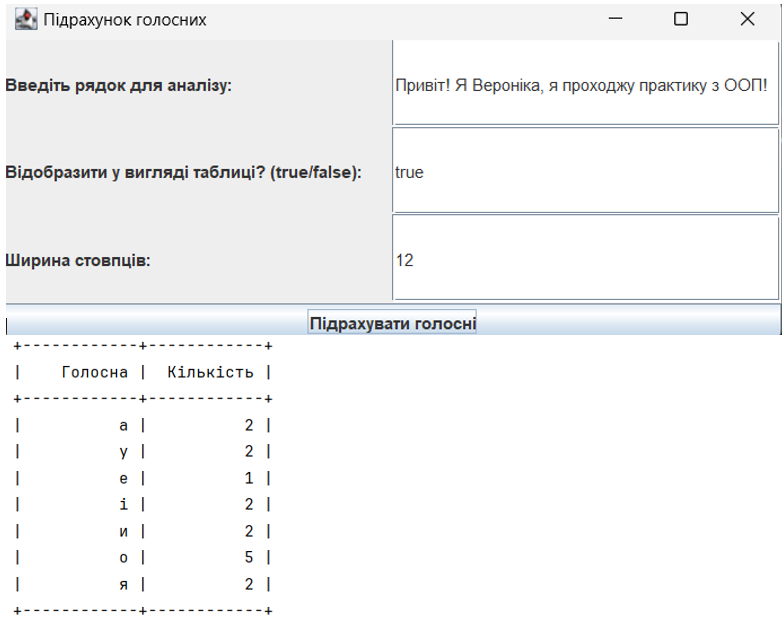 Підрахунок голосних
Введіть рядок для аналізу: Привіт! Я Вероніка, я проходжу практику з ООП!
Відобразити у вигляді таблиці? (true/false): true
Ширина стовпців: 12
Підрахувати голосні
+------------+------------+
|    Голосна |  Кількість |
+------------+------------+
|          а |          2 |
|          у |          2 |
|          е |          1 |
|          і |          2 |
|          и |          2 |
|          о |          5 |
|          я |          2 |
+------------+------------+